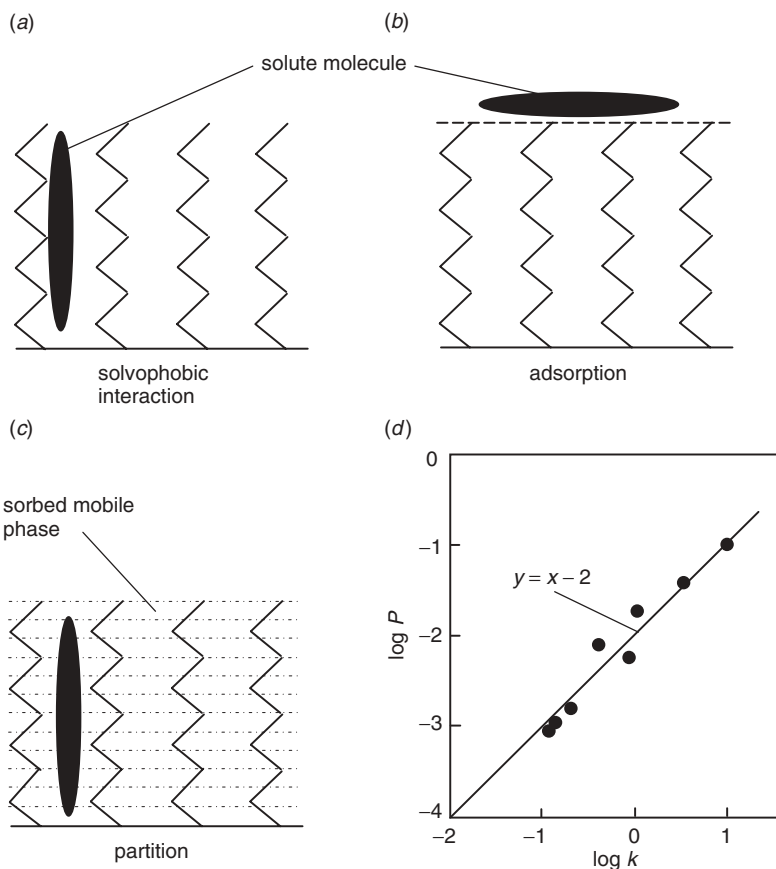 (a)
(b)
solute molecule
solvophobic
interaction
adsorption
(c)
(d)
sorbed mobile
phase
partition
0
−1
−2
−3
−4
log P
y = x − 2
−2
−1
0
1
log k